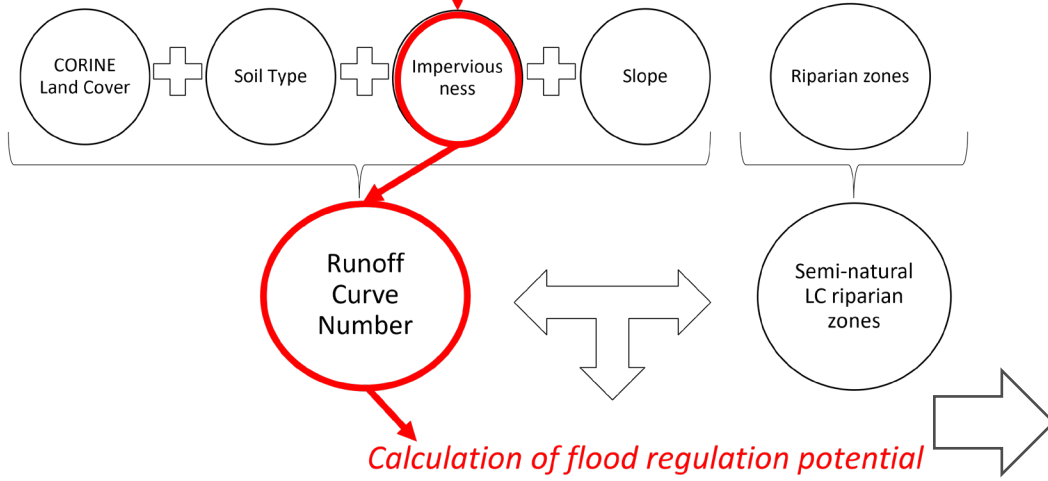 CORINE
Land Cover
Soil Type
Impervious
ness
Slope
Riparian zones
Runoff
Curve
Number
Semi-natural
LC riparian
zones
Calculation of flood regulation potential